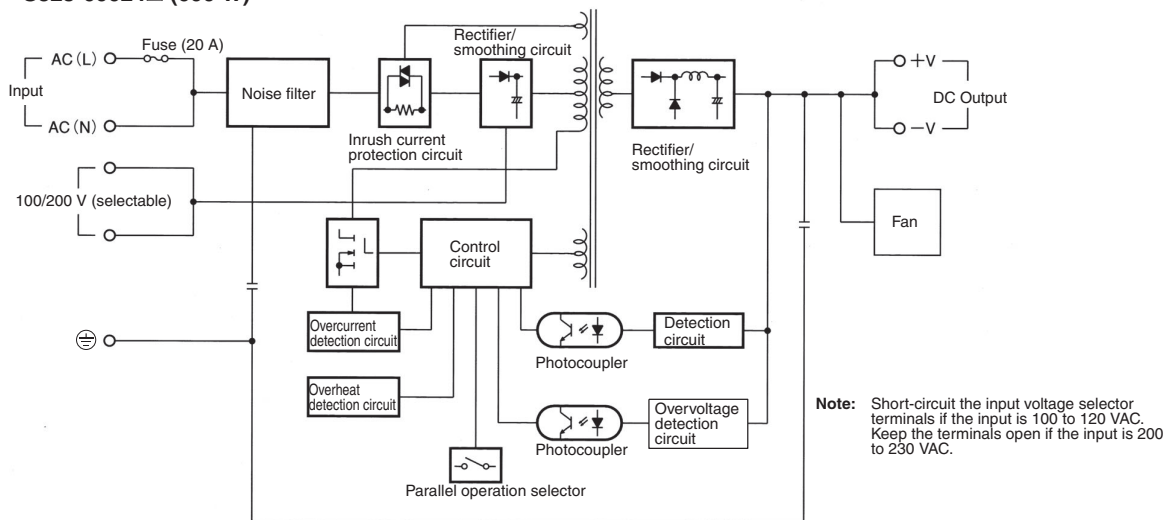 Fuse (20 A)
Rectifier/
smoothing circuit
AC (L)
Input
AC (N)
Noise filter
+V
DC Output
−V
Inrush current
protection circuit
Rectifier/
smoothing circuit
100/200 V (selectable)
Fan
Control
circuit
Overcurrent
detection circuit
Photocoupler
Detection
circuit
Overheat
detection circuit
Photocoupler
Overvoltage
detection
circuit
Parallel operation selector
Note: Short-circuit the input voltage selector
terminals if the input is 100 to 120 VAC.
Keep the terminals open if the input is 200
to 230 VAC.